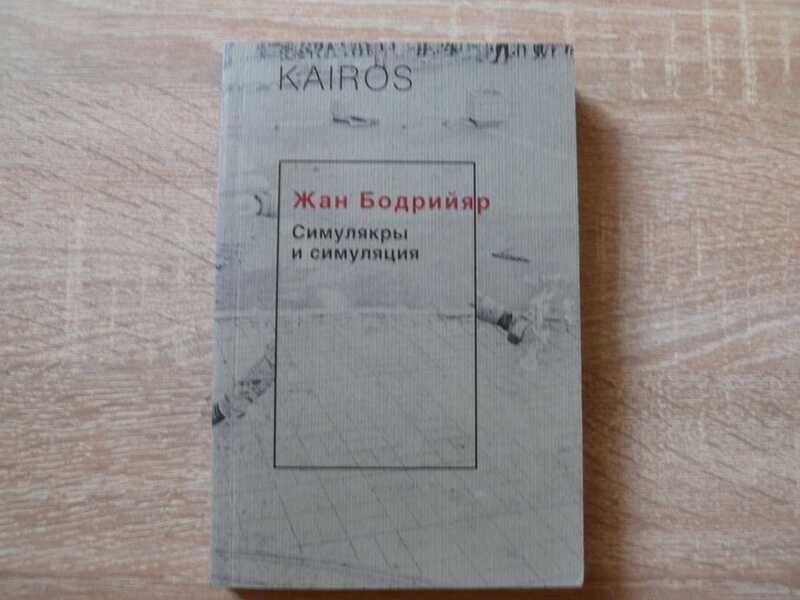 KAIROS
Жан Бодрийяр
Симулякры
и симуляция